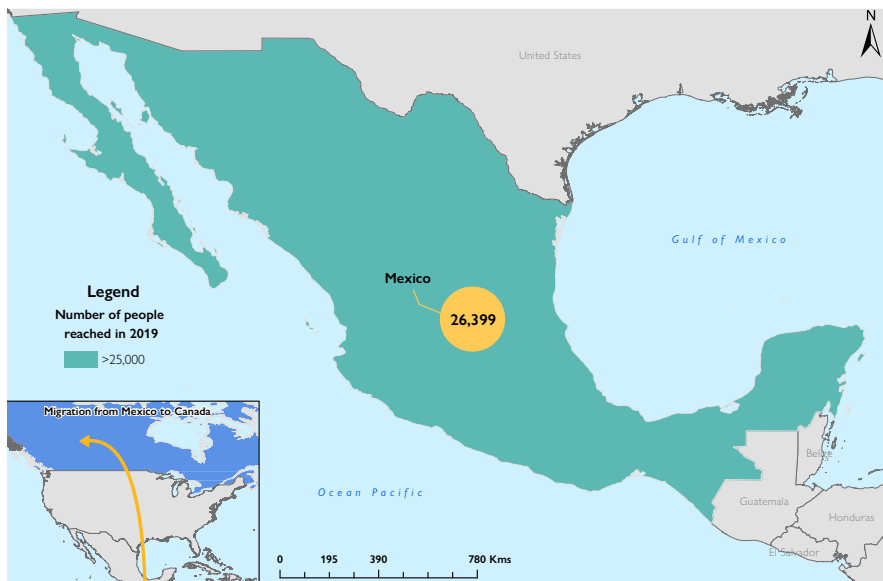 N
United States
Gulf of Mexico
Mexico
26,399
Legend
Number of people
reached in 2019
>25,000
Migration from Mexico to Canada
Ocean Pacific
Belize
Guatemala
Honduras
El Salvador
0 195 390 780 Kms